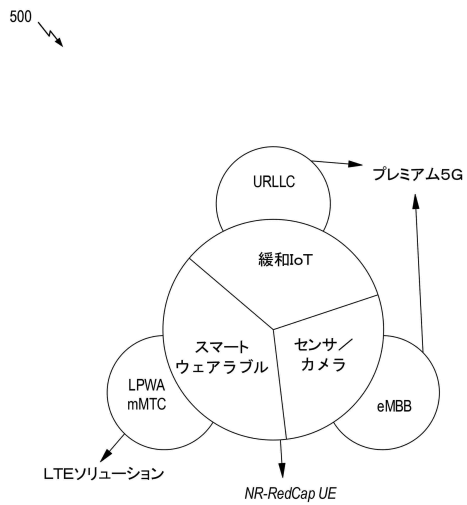 500
URLLC
プレミアム5G
緩和IoT
スマート
ウェアラブル
センサ／
カメラ
LPWA
mMTC
eMBB
LTEソリューション
NR-RedCap UE